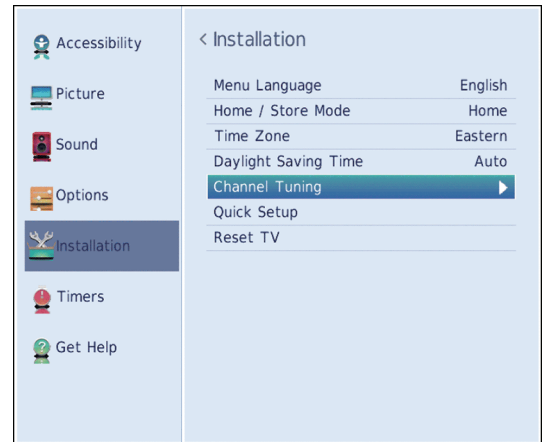 Accessibility
Picture
Sound
Options
Installation
Timers
Get Help
< Installation
Menu Language English
Home / Store Mode Home
Time Zone Eastern
Daylight Saving Time Auto
Channel Tuning
Quick Setup
Reset TV